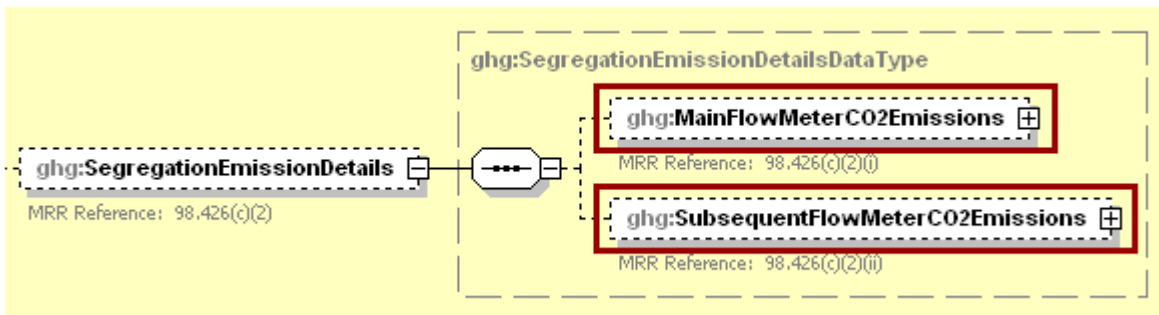 ghg:SegregationEmissionDetailsDataType
ghg:MainFlowMeterCO2Emissions
MRR Reference: 98.426(c)(2)(i)
ghg:SegregationEmissionDetails
MRR Reference: 98.426(c)(2)
ghg:SubsequentFlowMeterCO2Emissions
MRR Reference: 98.426(c)(2)(ii)